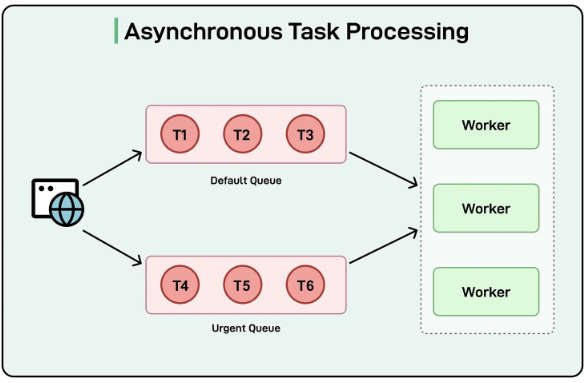 Asynchronous Task Processing
T1 T2 T3
Default Queue
T4 T5 T6
Urgent Queue
Worker
Worker
Worker